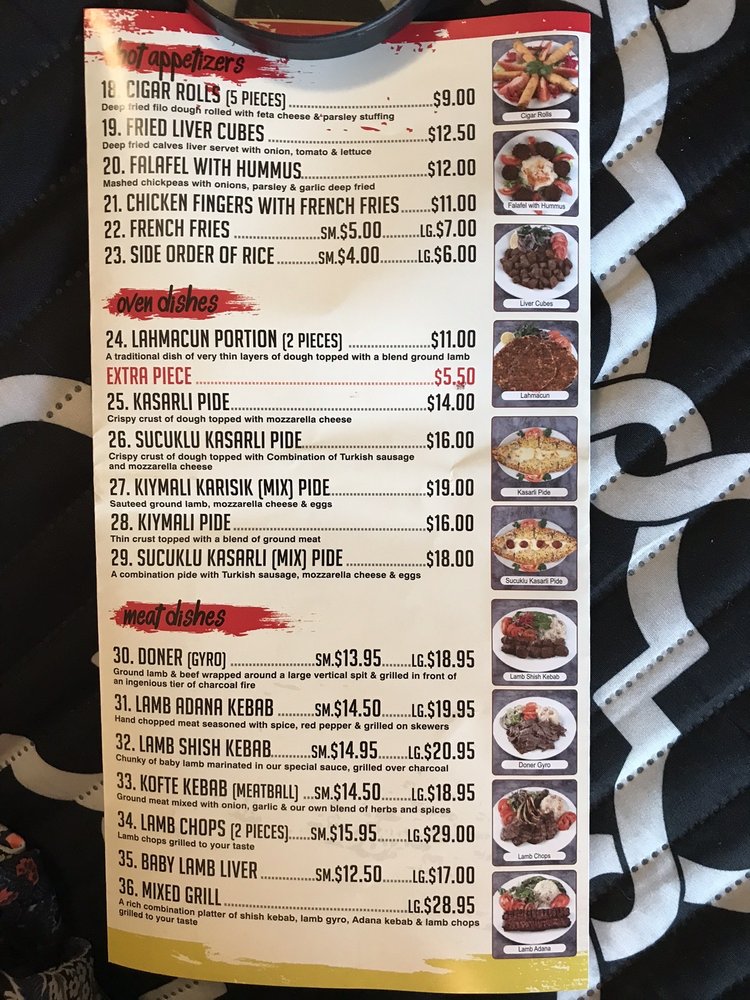 hot appetizers
18. CIGAR ROLLS (5 PIECES)..............................$9.00
Deep fried filo dough rolled with feta cheese & parsley stuffing
19. FRIED LIVER CUBES ..............................$12.50
Deep fried calves liver servet with onion, tomato & lettuce
20. FALAFEL WITH HUMMUS..............................$12.00
Mashed chickpeas with onions, parsley & garlic deep fried
21. CHICKEN FINGERS WITH FRENCH FRIES......$11.00
22. FRENCH FRIES ....................SM.$5.00 ..........LG.$7.00
23. SIDE ORDER OF RICE ..........SM.$4.00..........LG.$6.00
oven dishes
24. LAHMACUN PORTION (2 PIECES) ....................$11.00
A traditional dish of very thin layers of dough topped with a blend ground lamb
EXTRA PIECE ..............................$5.50
25. KASARLI PIDE..............................$14.00
Crispy crust of dough topped with mozzarella cheese
26. SUCUKLU KASARLI PIDE..............................$16.00
Crispy crust of dough topped with Combination of Turkish sausage
and mozzarella cheese
27. KIYMALI KARISIK (MIX) PIDE....................$19.00
Sauteed ground lamb, mozzarella cheese & eggs
28. KIYMALI PIDE ..............................$16.00
Thin crust topped with a blend of ground meat
29. SUCUKLU KASARLI (MIX) PIDE ....................$18.00
A combination pide with Turkish sausage, mozzarella cheese & eggs
meat dishes
30. DONER (GYRO) ....................SM.$13.95.......LG.$18.95
Ground lamb & beef wrapped around a large vertical spit & grilled in front of
an ingenious tier of charcoal fire
31. LAMB ADANA KEBAB ..........SM.$14.50.......LG.$19.95
Hand chopped meat seasoned with spice, red pepper & grilled on skewers
32. LAMB SHISH KEBAB..........SM.$14.95.......LG.$20.95
Chunky of baby lamb marinated in our special sauce, grilled over charcoal
33. KOFTE KEBAB (MEATBALL) ...SM.$14.50.......LG.$18.95
Ground meat mixed with onion, garlic & our own blend of herbs and spices
34. LAMB CHOPS (2 PIECES).....SM.$15.95.......LG.$29.00
Lamb chops grilled to your taste
35. BABY LAMB LIVER ..............SM.$12.50.......LG.$17.00
36. MIXED GRILL ..............................LG.$28.95
A rich combination platter of shish kebab, lamb gyro, Adana kebab & lamb chops
grilled to your taste
Cigar Rolls
Falafel with Hummus
Liver Cubes
Lahmacun
Kasarli Pide
Sucuklu Kasarli Pide
Lamb Shish Kebab
Doner Gyro
Lamb Chops
Lamb Adana